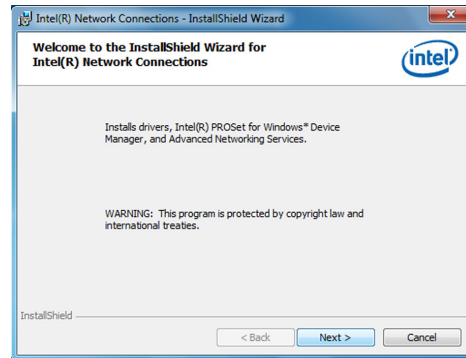 Intel(R) Network Connections - InstallShield Wizard
Welcome to the InstallShield Wizard for
Intel(R) Network Connections
intel
Installs drivers, Intel(R) PROSet for Windows* Device
Manager, and Advanced Networking Services.
WARNING: This program is protected by copyright law and
international treaties.
InstallShield
< Back Next > Cancel